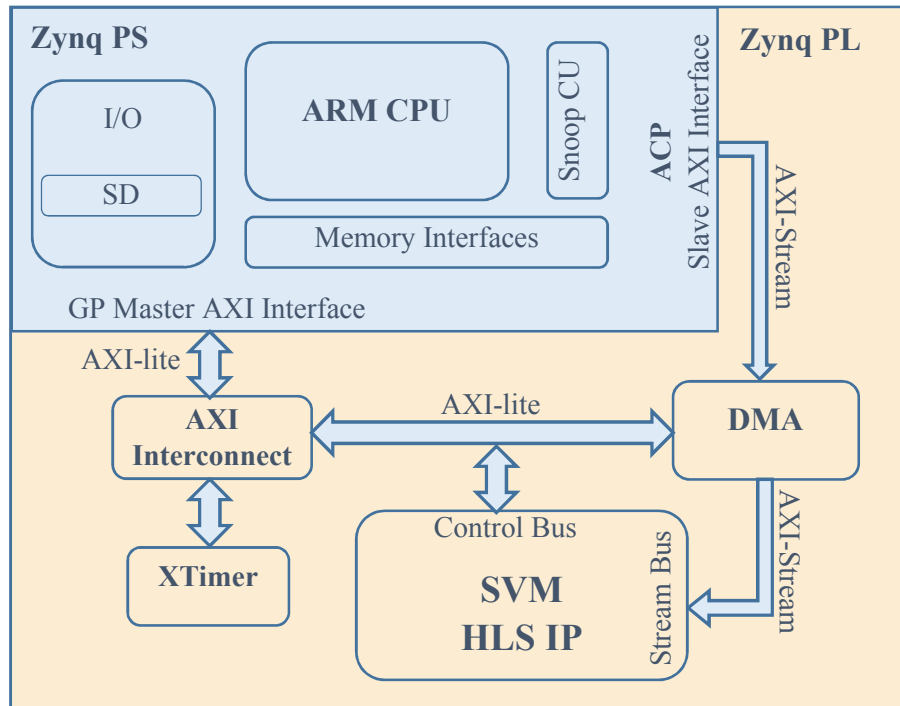 Zynq PS
Zynq PL
I/O
SD
ARM CPU
Snoop CU
ACP
Slave AXI Interface
Memory Interfaces
GP Master AXI Interface
AXI-Stream
AXI-lite
AXI
Interconnect
AXI-lite
DMA
XTimer
Control Bus
SVM
HLS IP
Stream Bus
AXI-Stream